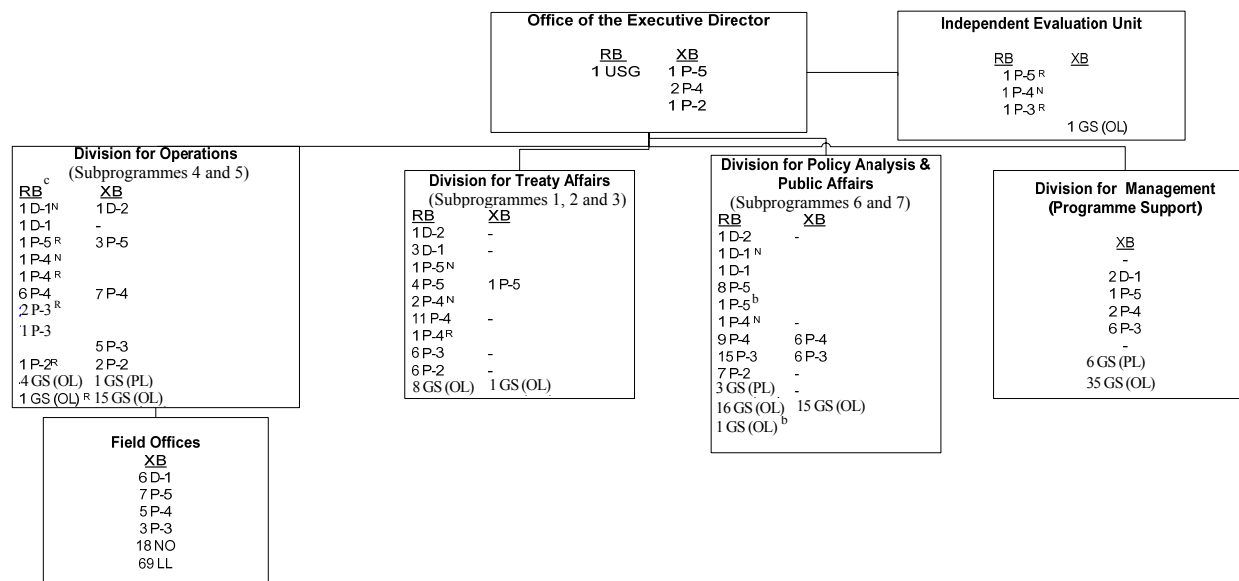 Office of the Executive Director
RB XB
1 USG 1 P-5
2 P-4
1 P-2
Independent Evaluation Unit
RB XB
1 P-5 R
1 P-4 N
1 P-3 R
1 GS (OL)
Division for Operations
(Subprogrammes 4 and 5)
RB c XB
1 D-1 N 1 D-2
1 D-1 -
1 P-5 R 3 P-5
1 P-4 N
1 P-4 R
6 P-4 7 P-4
2 P-3 R
1 P-3
5 P-3
1 P-2 R 2 P-2
4 GS (OL) 1 GS (PL)
1 GS (OL) R 15 GS (OL)
Division for Treaty Affairs
(Subprogrammes 1, 2 and 3)
RB XB
1 D-2 -
3 D-1 -
1 P-5 N
4 P-5 1 P-5
2 P-4 N
11 P-4 -
1 P-4 R
6 P-3 -
6 P-2 -
8 GS (OL) 1 GS (OL)
Division for Policy Analysis &
Public Affairs
(Subprogrammes 6 and 7)
RB XB
1 D-2 -
1 D-1 N
1 D-1
8 P-5
1 P-5 b
1 P-4 N -
9 P-4 6 P-4
15 P-3 6 P-3
7 P-2 -
3 GS (PL) -
16 GS (OL) 15 GS (OL)
1 GS (OL) b
Division for Management
(Programme Support)
XB
-
2 D-1
1 P-5
2 P-4
6 P-3
-
6 GS (PL)
35 GS (OL)
Field Offices
XB
6 D-1
7 P-5
5 P-4
3 P-3
18 NO
69 LL